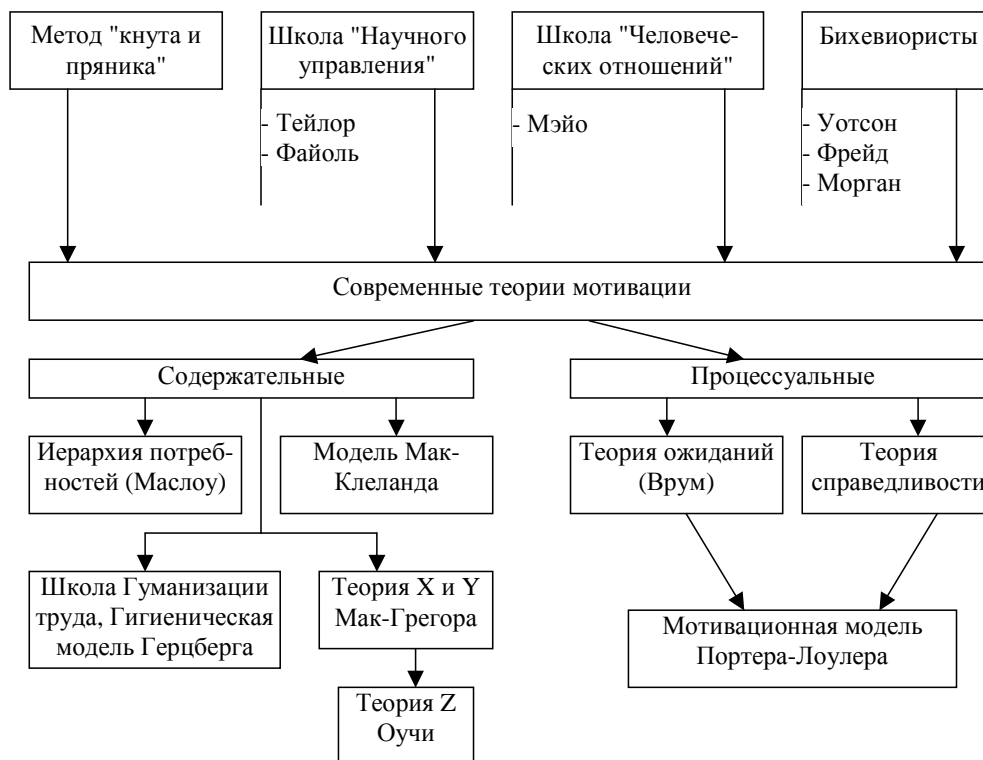 Метод "кнута и
пряника"
Школа "Научного
управления"
Школа "Человече-
ских отношений"
Бихевиористы
- Тейлор
- Файоль
- Мэйо
- Уотсон
- Фрейд
- Морган
Современные теории мотивации
Содержательные
Процессуальные
Иерархия потреб-
ностей (Маслоу)
Модель Мак-
Клеланда
Теория ожиданий
(Врум)
Теория
справедливости
Школа Гуманизации
труда, Гигиеническая
модель Герцберга
Теория X и Y
Мак-Грегора
Мотивационная модель
Портера-Лоулера
Теория Z
Оучи